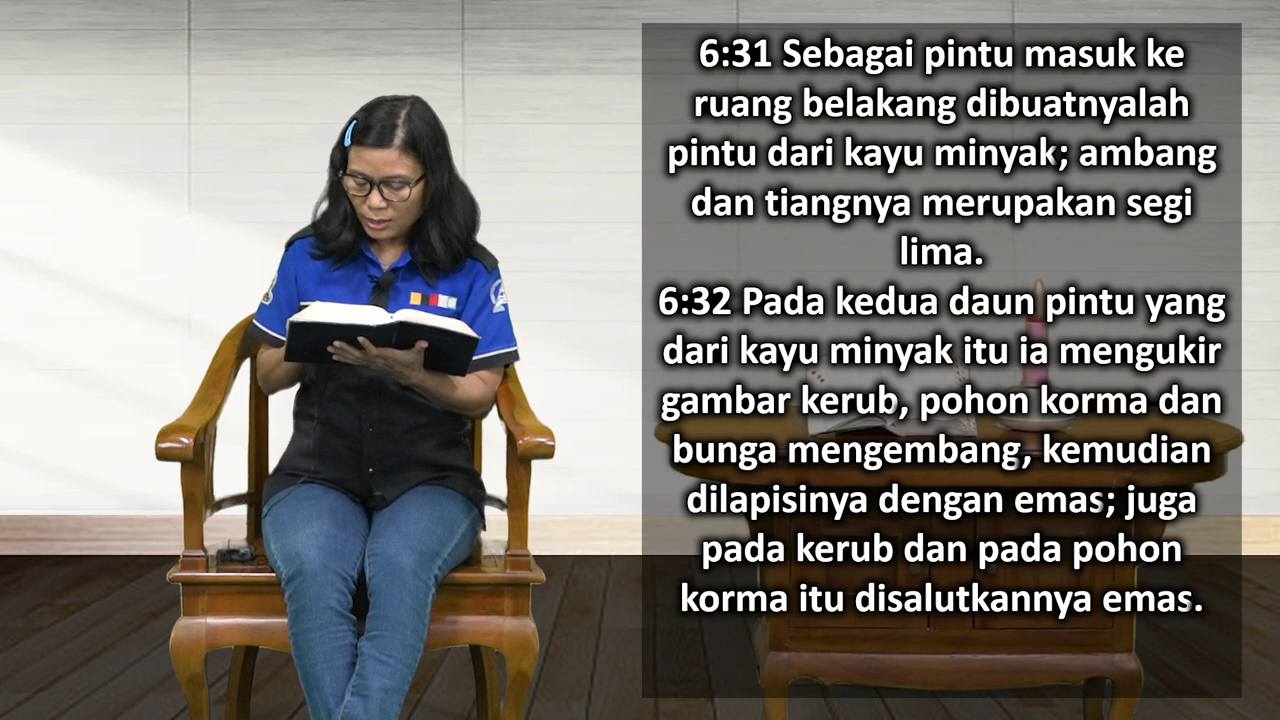 6:31 Sebagai pintu masuk ke
ruang belakang dibuatnyalah
pintu dari kayu minyak; ambang
dan tiangnya merupakan segi
lima.
6:32 Pada kedua daun pintu yang
dari kayu minyak itu ia mengukir
gambar kerub, pohon korma dan
bunga mengembang, kemudian
dilapisinya dengan emas; juga
pada kerub dan pada pohon
korma itu disalutkannya emas.